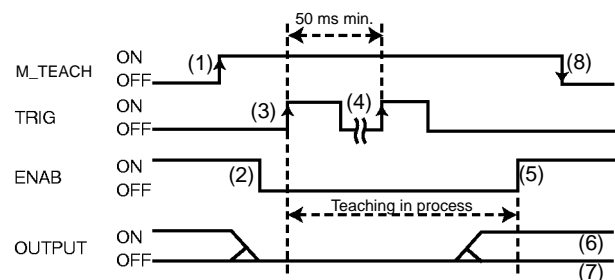 50 ms min.
M_TEACH ON (1) (8)
OFF
TRIG ON (3) (4)
OFF
ENAB ON (2) (5)
OFF
Teaching in process
OUTPUT ON (6)
OFF (7)